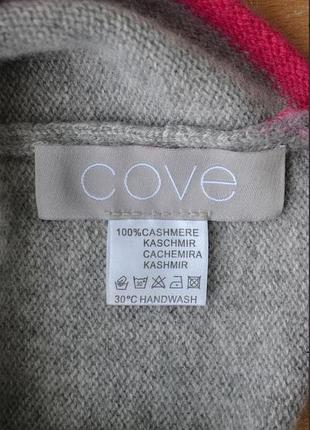 cove
100%CASHMERE
KASCHMIR
CACHEMIRA
KASHMIR
30°C HANDWASH